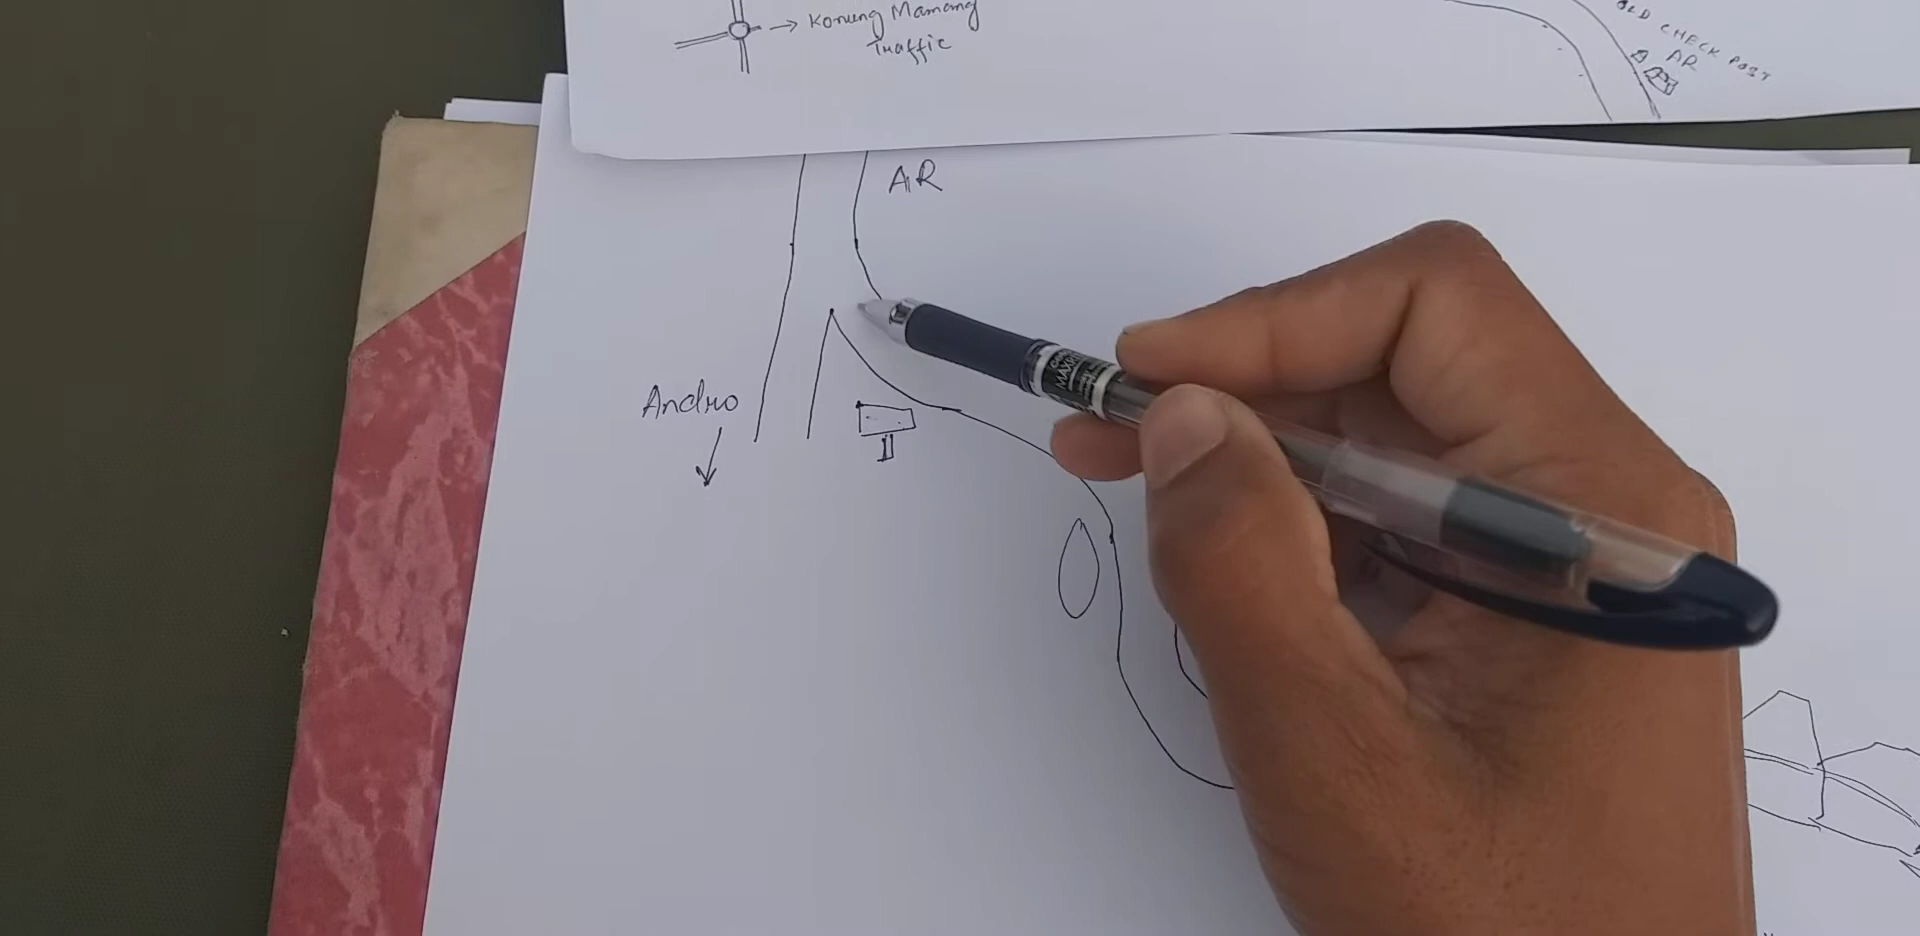 → Konung Mamang
Traffic
OLD CHECK POST
AR
AR
Andro